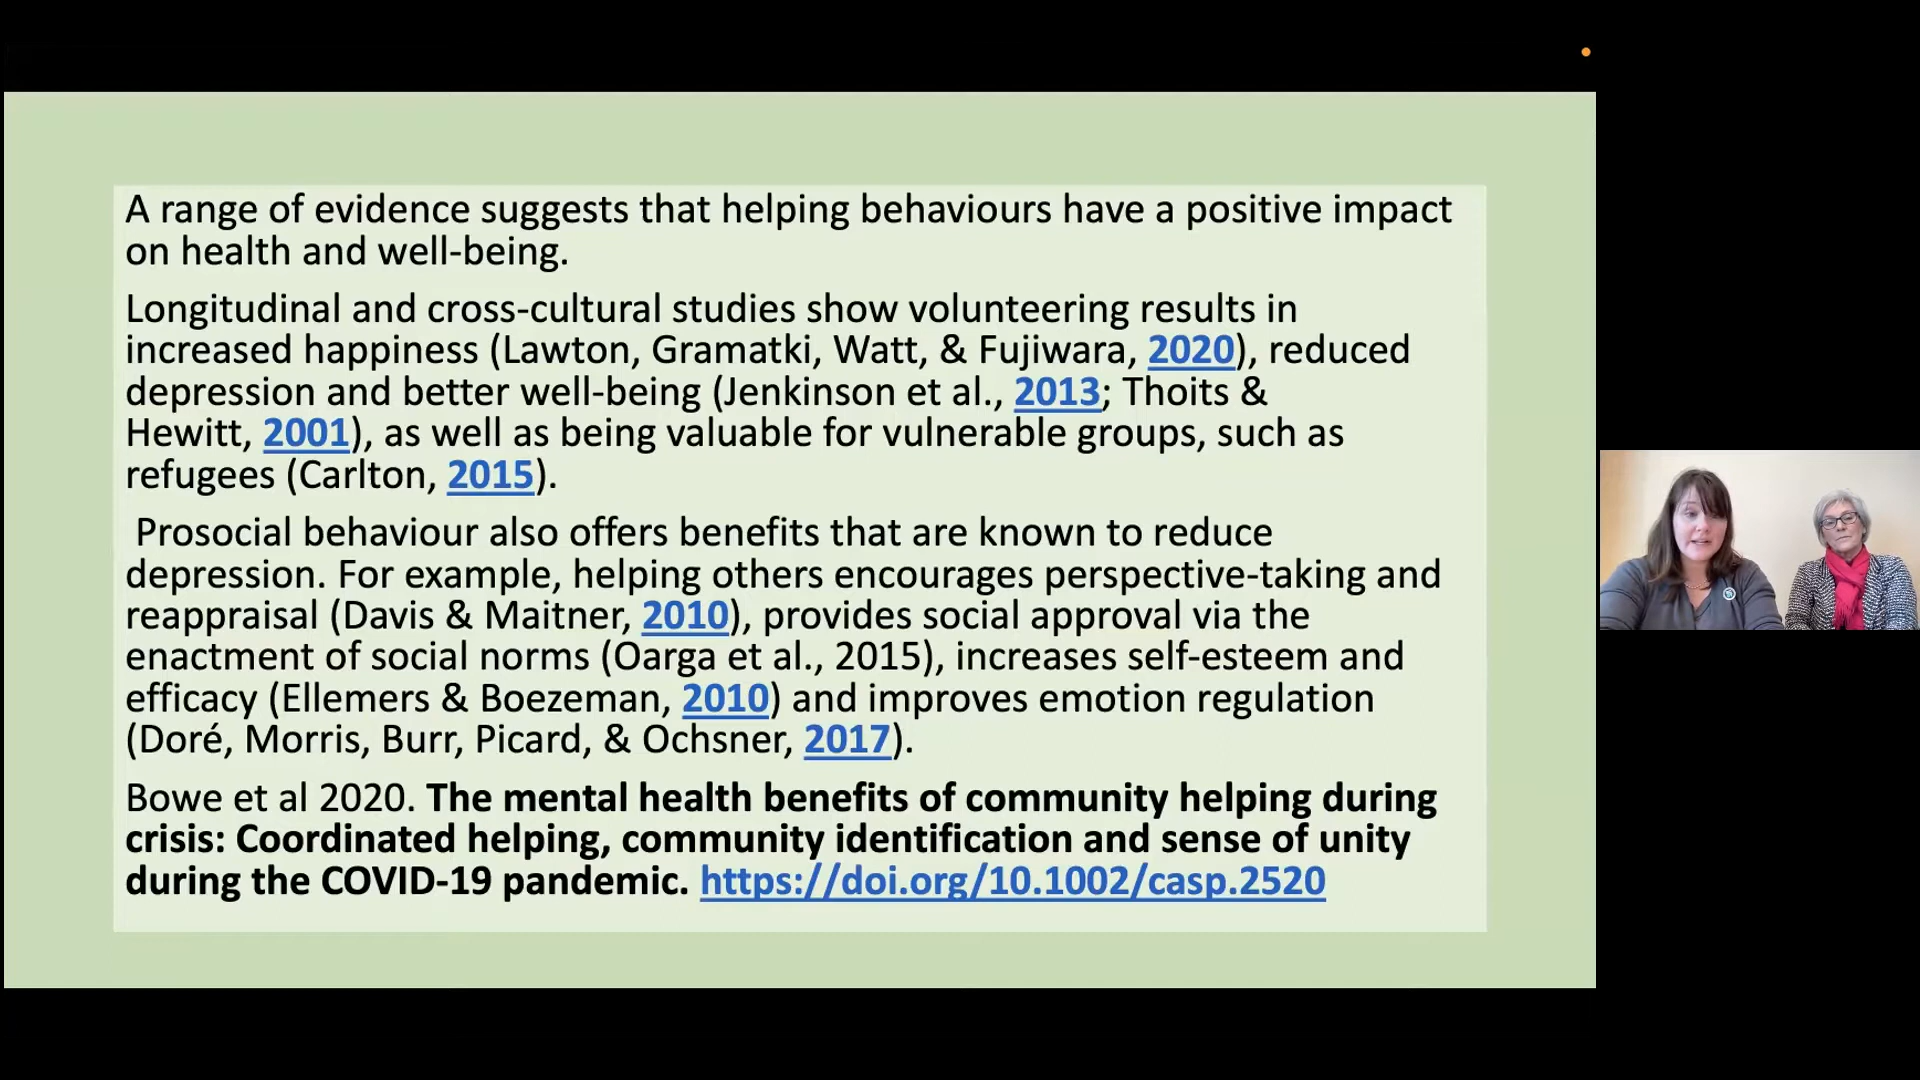 A range of evidence suggests that helping behaviours have a positive impact
on health and well-being.
Longitudinal and cross-cultural studies show volunteering results in
increased happiness (Lawton, Gramatki, Watt, & Fujiwara, 2020), reduced
depression and better well-being (Jenkinson et al., 2013; Thoits &
Hewitt, 2001), as well as being valuable for vulnerable groups, such as
refugees (Carlton, 2015).
Prosocial behaviour also offers benefits that are known to reduce
depression. For example, helping others encourages perspective-taking and
reappraisal (Davis & Maitner, 2010), provides social approval via the
enactment of social norms (Oarga et al., 2015), increases self-esteem and
efficacy (Ellemers & Boezeman, 2010) and improves emotion regulation
(Doré, Morris, Burr, Picard, & Ochsner, 2017).
Bowe et al 2020. The mental health benefits of community helping during
crisis: Coordinated helping, community identification and sense of unity
during the COVID-19 pandemic. https://doi.org/10.1002/casp.2520